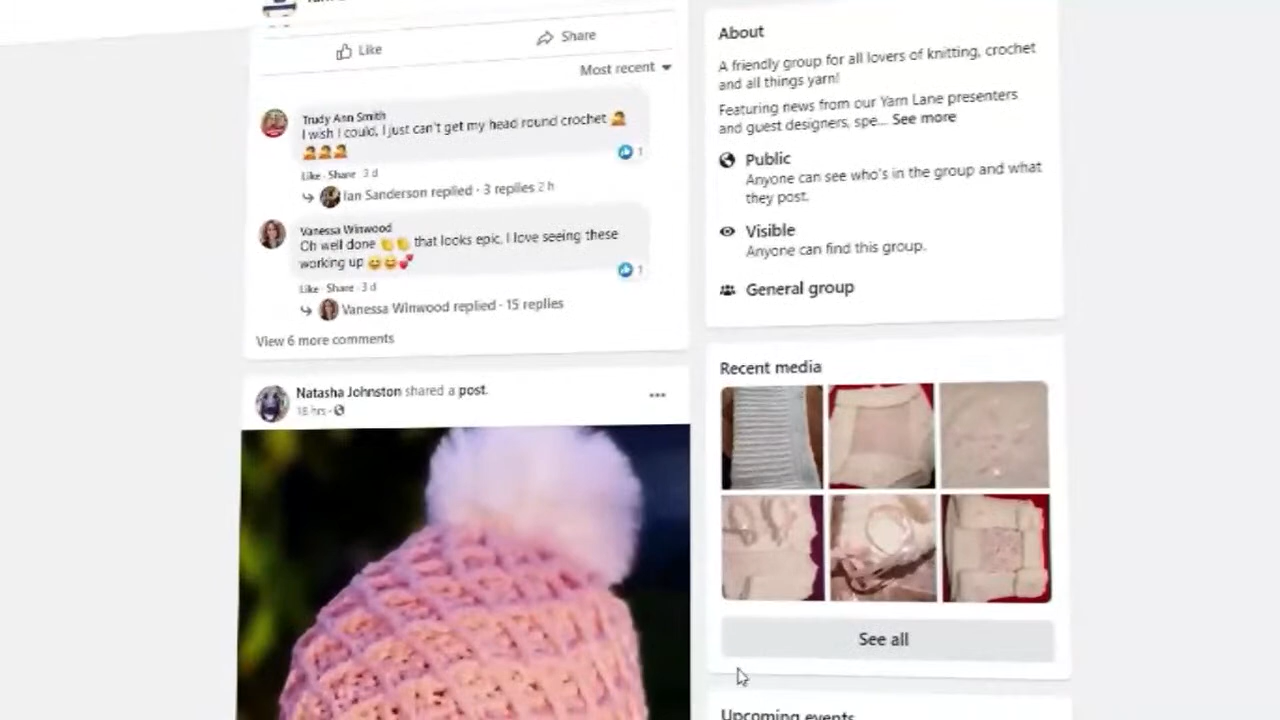 Like
Share
Most recent
Trudy Ann Smith
I wish I could, I just can't get my head round crochet 🤦
🤦🤦🤦
1
Like · Share · 3 d
Ian Sanderson replied · 3 replies 2 h
Vanessa Winwood
Oh well done 👏👏 that looks epic, I love seeing these
working up 😄😄💕
1
Like · Share · 3 d
Vanessa Winwood replied · 15 replies
View 6 more comments
Natasha Johnston shared a post.
18 hrs ·
About
A friendly group for all lovers of knitting, crochet
and all things yarn!
Featuring news from our Yarn Lane presenters
and guest designers, spe... See more
Public
Anyone can see who's in the group and what
they post.
Visible
Anyone can find this group.
General group
Recent media
See all
Upcoming events